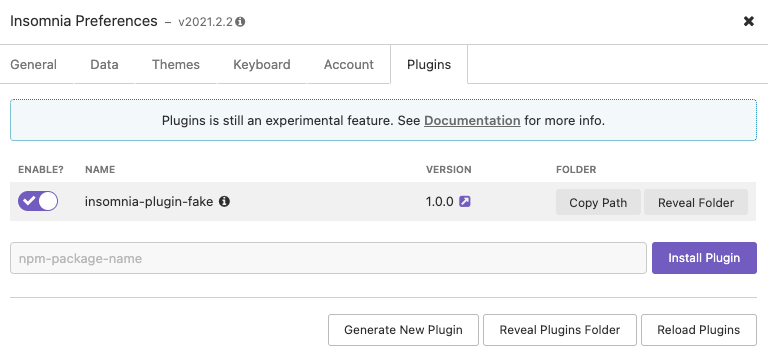 Insomnia Preferences – v2021.2.2
General Data Themes Keyboard Account Plugins
Plugins is still an experimental feature. See Documentation for more info.
ENABLE? NAME VERSION FOLDER
insomnia-plugin-fake 1.0.0 Copy Path Reveal Folder
npm-package-name Install Plugin
Generate New Plugin Reveal Plugins Folder Reload Plugins